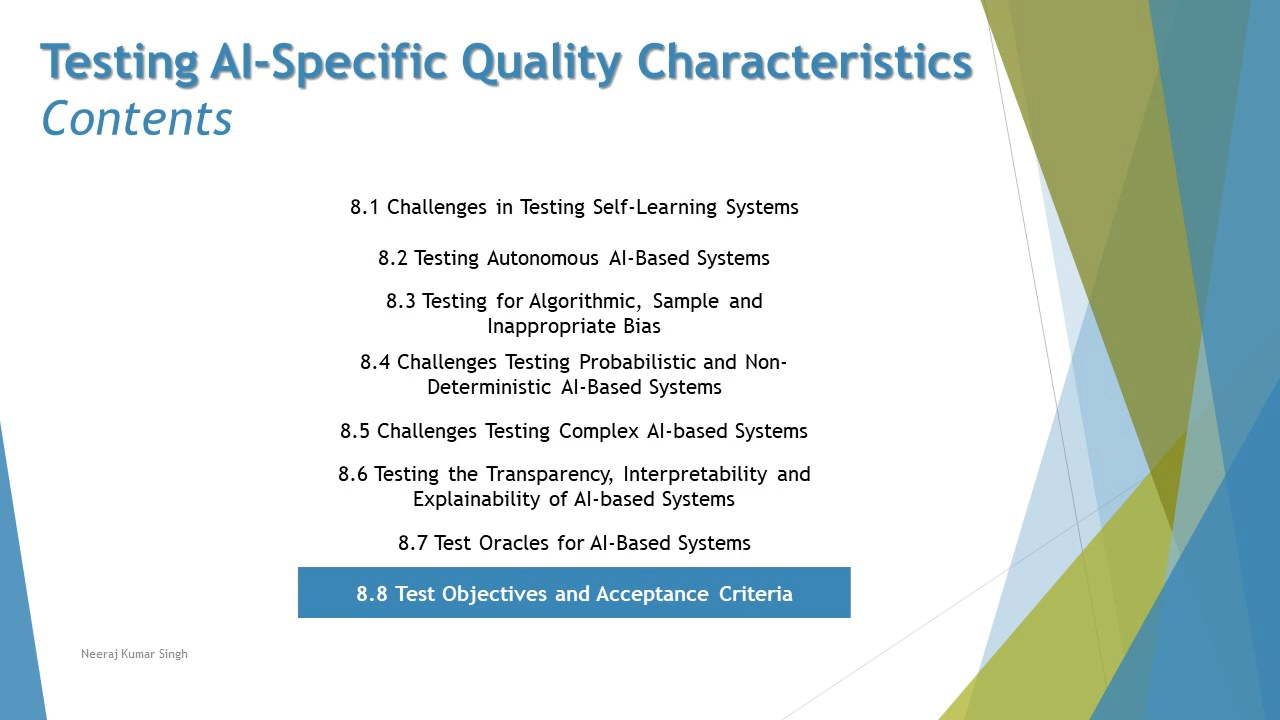 Testing AI-Specific Quality Characteristics
Contents
8.1 Challenges in Testing Self-Learning Systems
8.2 Testing Autonomous AI-Based Systems
8.3 Testing for Algorithmic, Sample and
Inappropriate Bias
8.4 Challenges Testing Probabilistic and Non-
Deterministic AI-Based Systems
8.5 Challenges Testing Complex AI-based Systems
8.6 Testing the Transparency, Interpretability and
Explainability of AI-based Systems
8.7 Test Oracles for AI-Based Systems
8.8 Test Objectives and Acceptance Criteria
Neeraj Kumar Singh